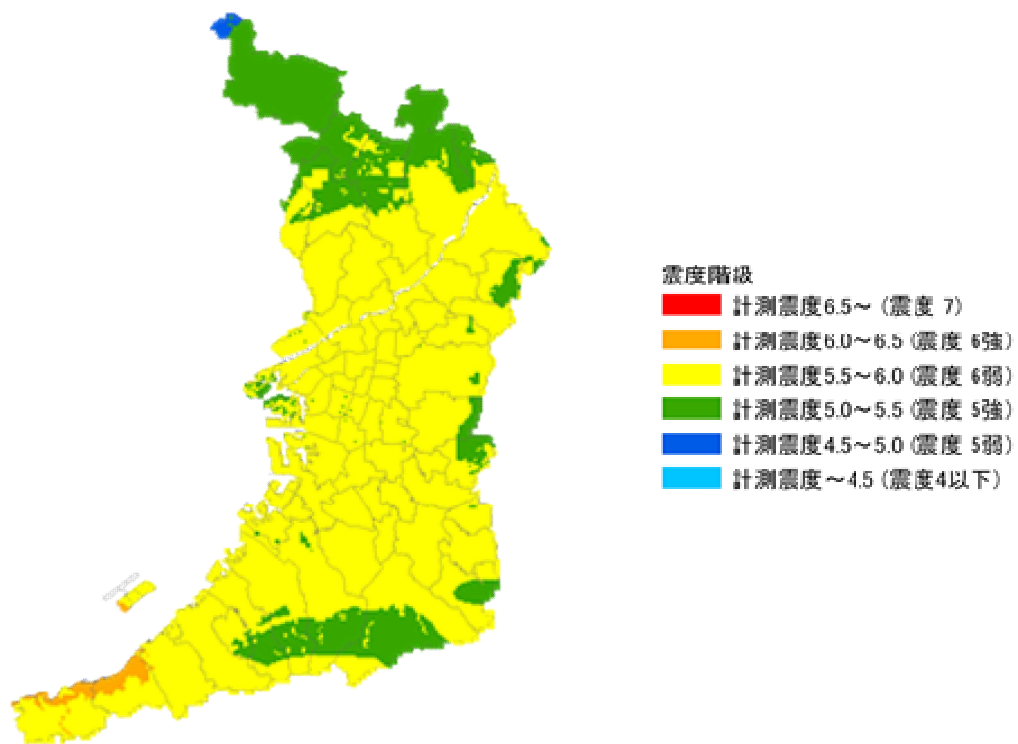 震度階級
計測震度6.5～ (震度 7)
計測震度6.0～6.5 (震度 6強)
計測震度5.5～6.0 (震度 6弱)
計測震度5.0～5.5 (震度 5強)
計測震度4.5～5.0 (震度 5弱)
計測震度～4.5 (震度4以下)